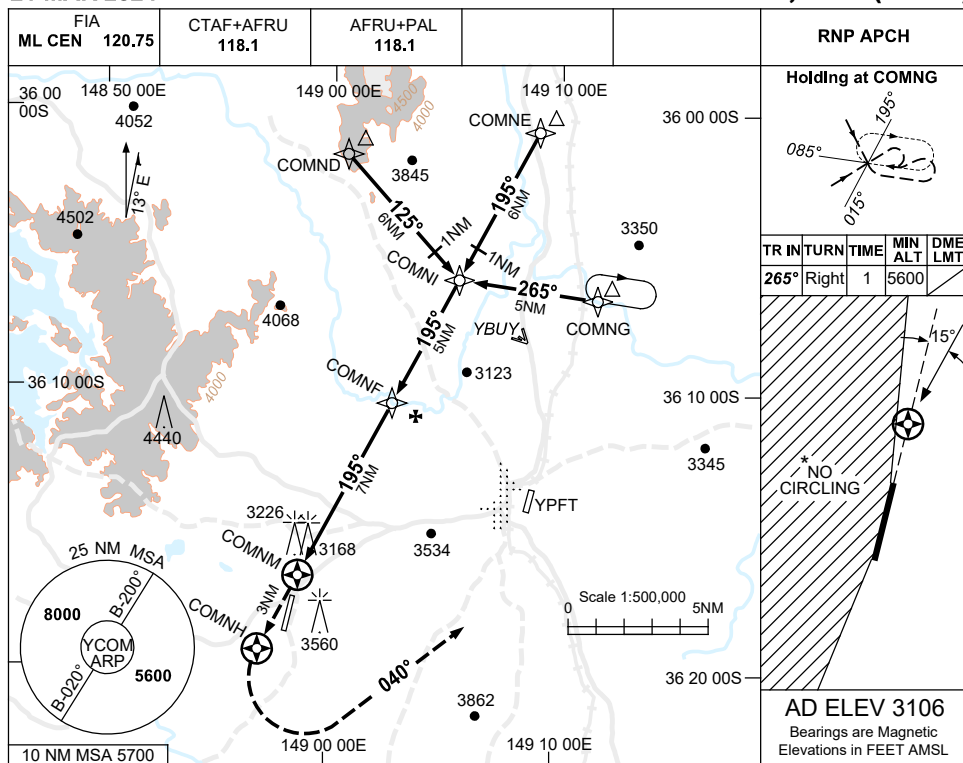 FIA
ML CEN 120.75
CTAF+AFRU
118.1
AFRU+PAL
118.1
RNP APCH
36 00
00S
148 50 00E
149 00 00E
149 10 00E
36 00 00S
4052
4500
4000
COMND
3845
COMNE
13° E
4502
125°
6NM
195°
6NM
1NM
1NM
3350
COMNI
265°
5NM
COMNG
4068
4000
195°
5NM
YBUY
36 10 00S
COMNF
3123
36 10 00S
4440
195°
7NM
3345
3226
3168
YPFT
3534
COMNM
25 NM MSA
8000
B-200°
YCOM
ARP
B-020°
5600
3NM
COMNH
3560
Scale 1:500,000
0
5NM
040°
3862
36 20 00S
10 NM MSA 5700
149 00 00E
149 10 00E
Holding at COMNG
195°
085°
015°
TR IN TURN TIME MIN ALT DME LMT
265° Right 1 5600
15°
*NO
CIRCLING
AD ELEV 3106
Bearings are Magnetic
Elevations in FEET AMSL